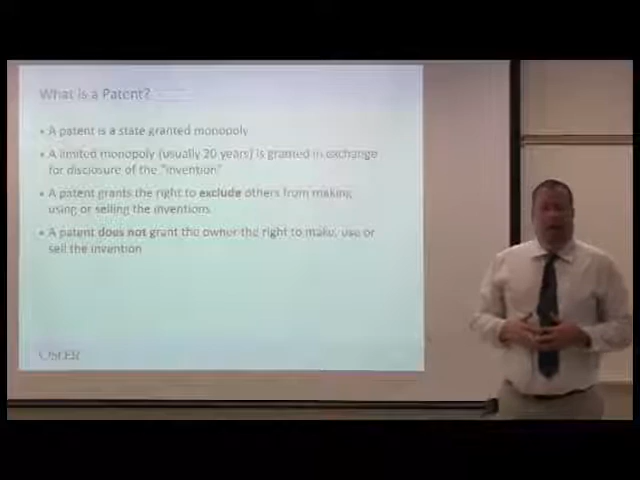 What is a Patent?
• A patent is a state granted monopoly
• A limited monopoly (usually 20 years) is granted in exchange
for disclosure of the "invention"
• A patent grants the right to exclude others from making,
using or selling the inventions
• A patent does not grant the owner the right to make, use or
sell the invention
OSLER